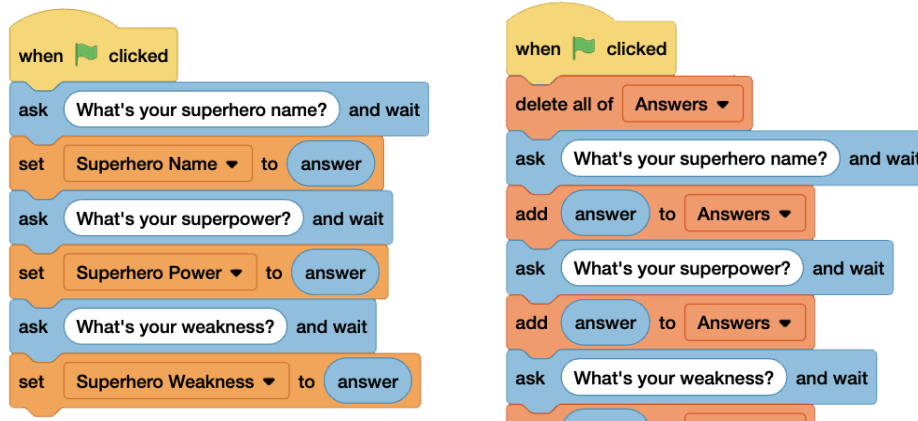 when clicked
ask What's your superhero name? and wait
set Superhero Name to answer
ask What's your superpower? and wait
set Superhero Power to answer
ask What's your weakness? and wait
set Superhero Weakness to answer
when clicked
delete all of Answers
ask What's your superhero name? and wait
add answer to Answers
ask What's your superpower? and wait
add answer to Answers
ask What's your weakness? and wait